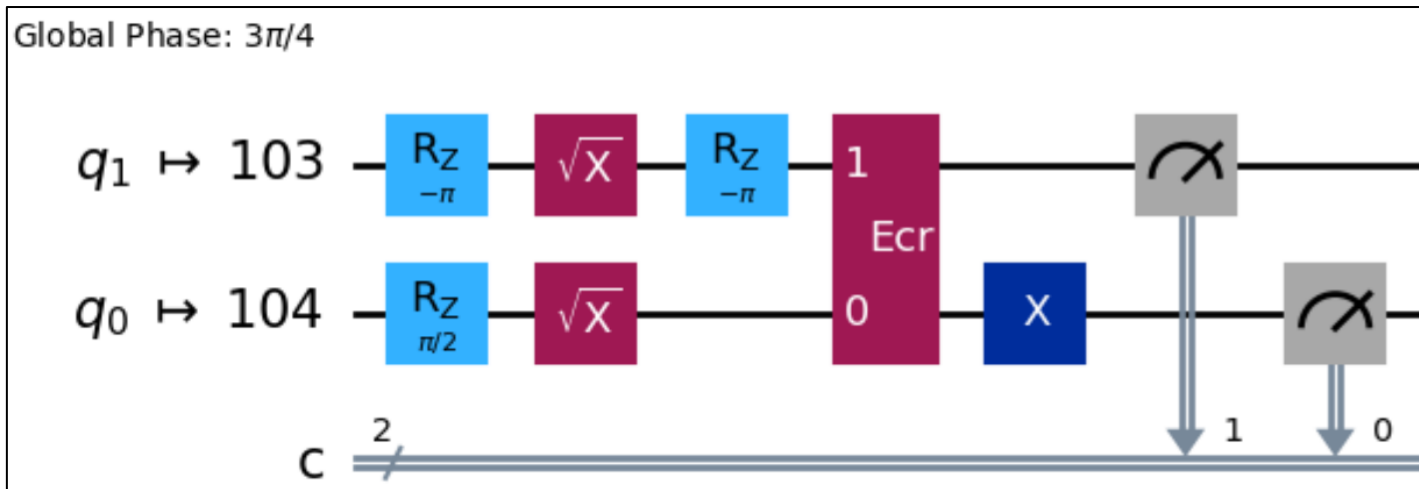 Global Phase: 3π/4
q₁ ↦ 103 R_Z −π √X R_Z −π 1
Ecr
q₀ ↦ 104 R_Z π/2 √X 0 X
c 2 1 0